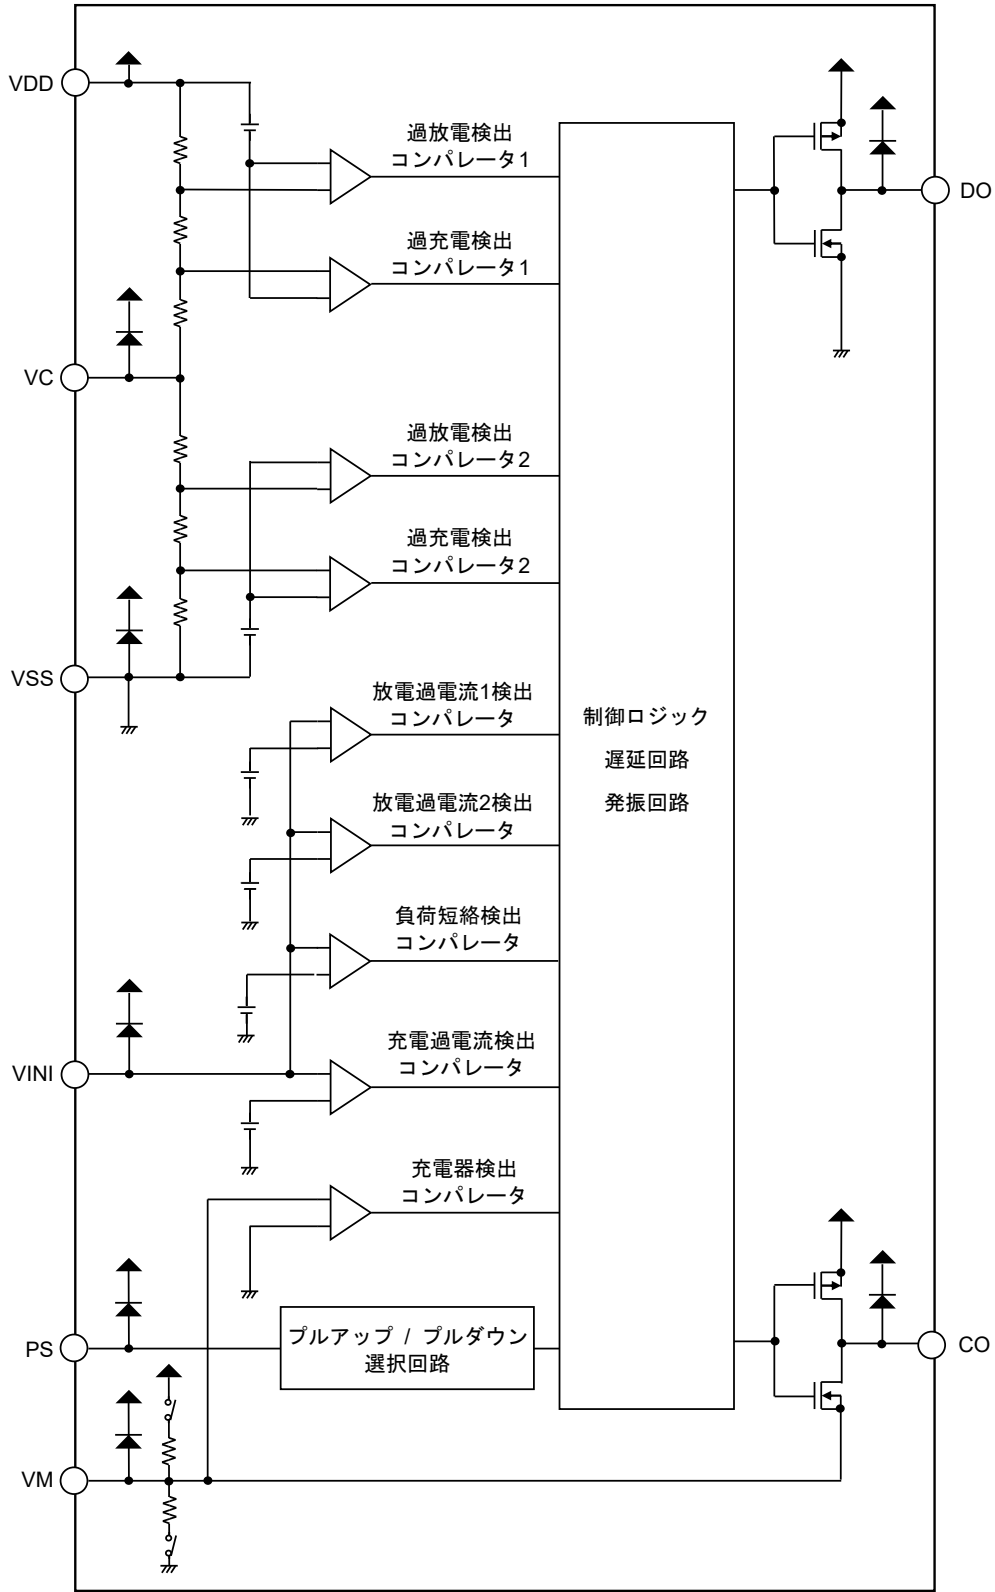 VDD
過放電検出
コンパレータ1
DO
過充電検出
コンパレータ1
VC
過放電検出
コンパレータ2
過充電検出
コンパレータ2
VSS
放電過電流1検出
コンパレータ
制御ロジック
遅延回路
発振回路
放電過電流2検出
コンパレータ
負荷短絡検出
コンパレータ
充電過電流検出
コンパレータ
VINI
充電器検出
コンパレータ
プルアップ / プルダウン
選択回路
PS
CO
VM